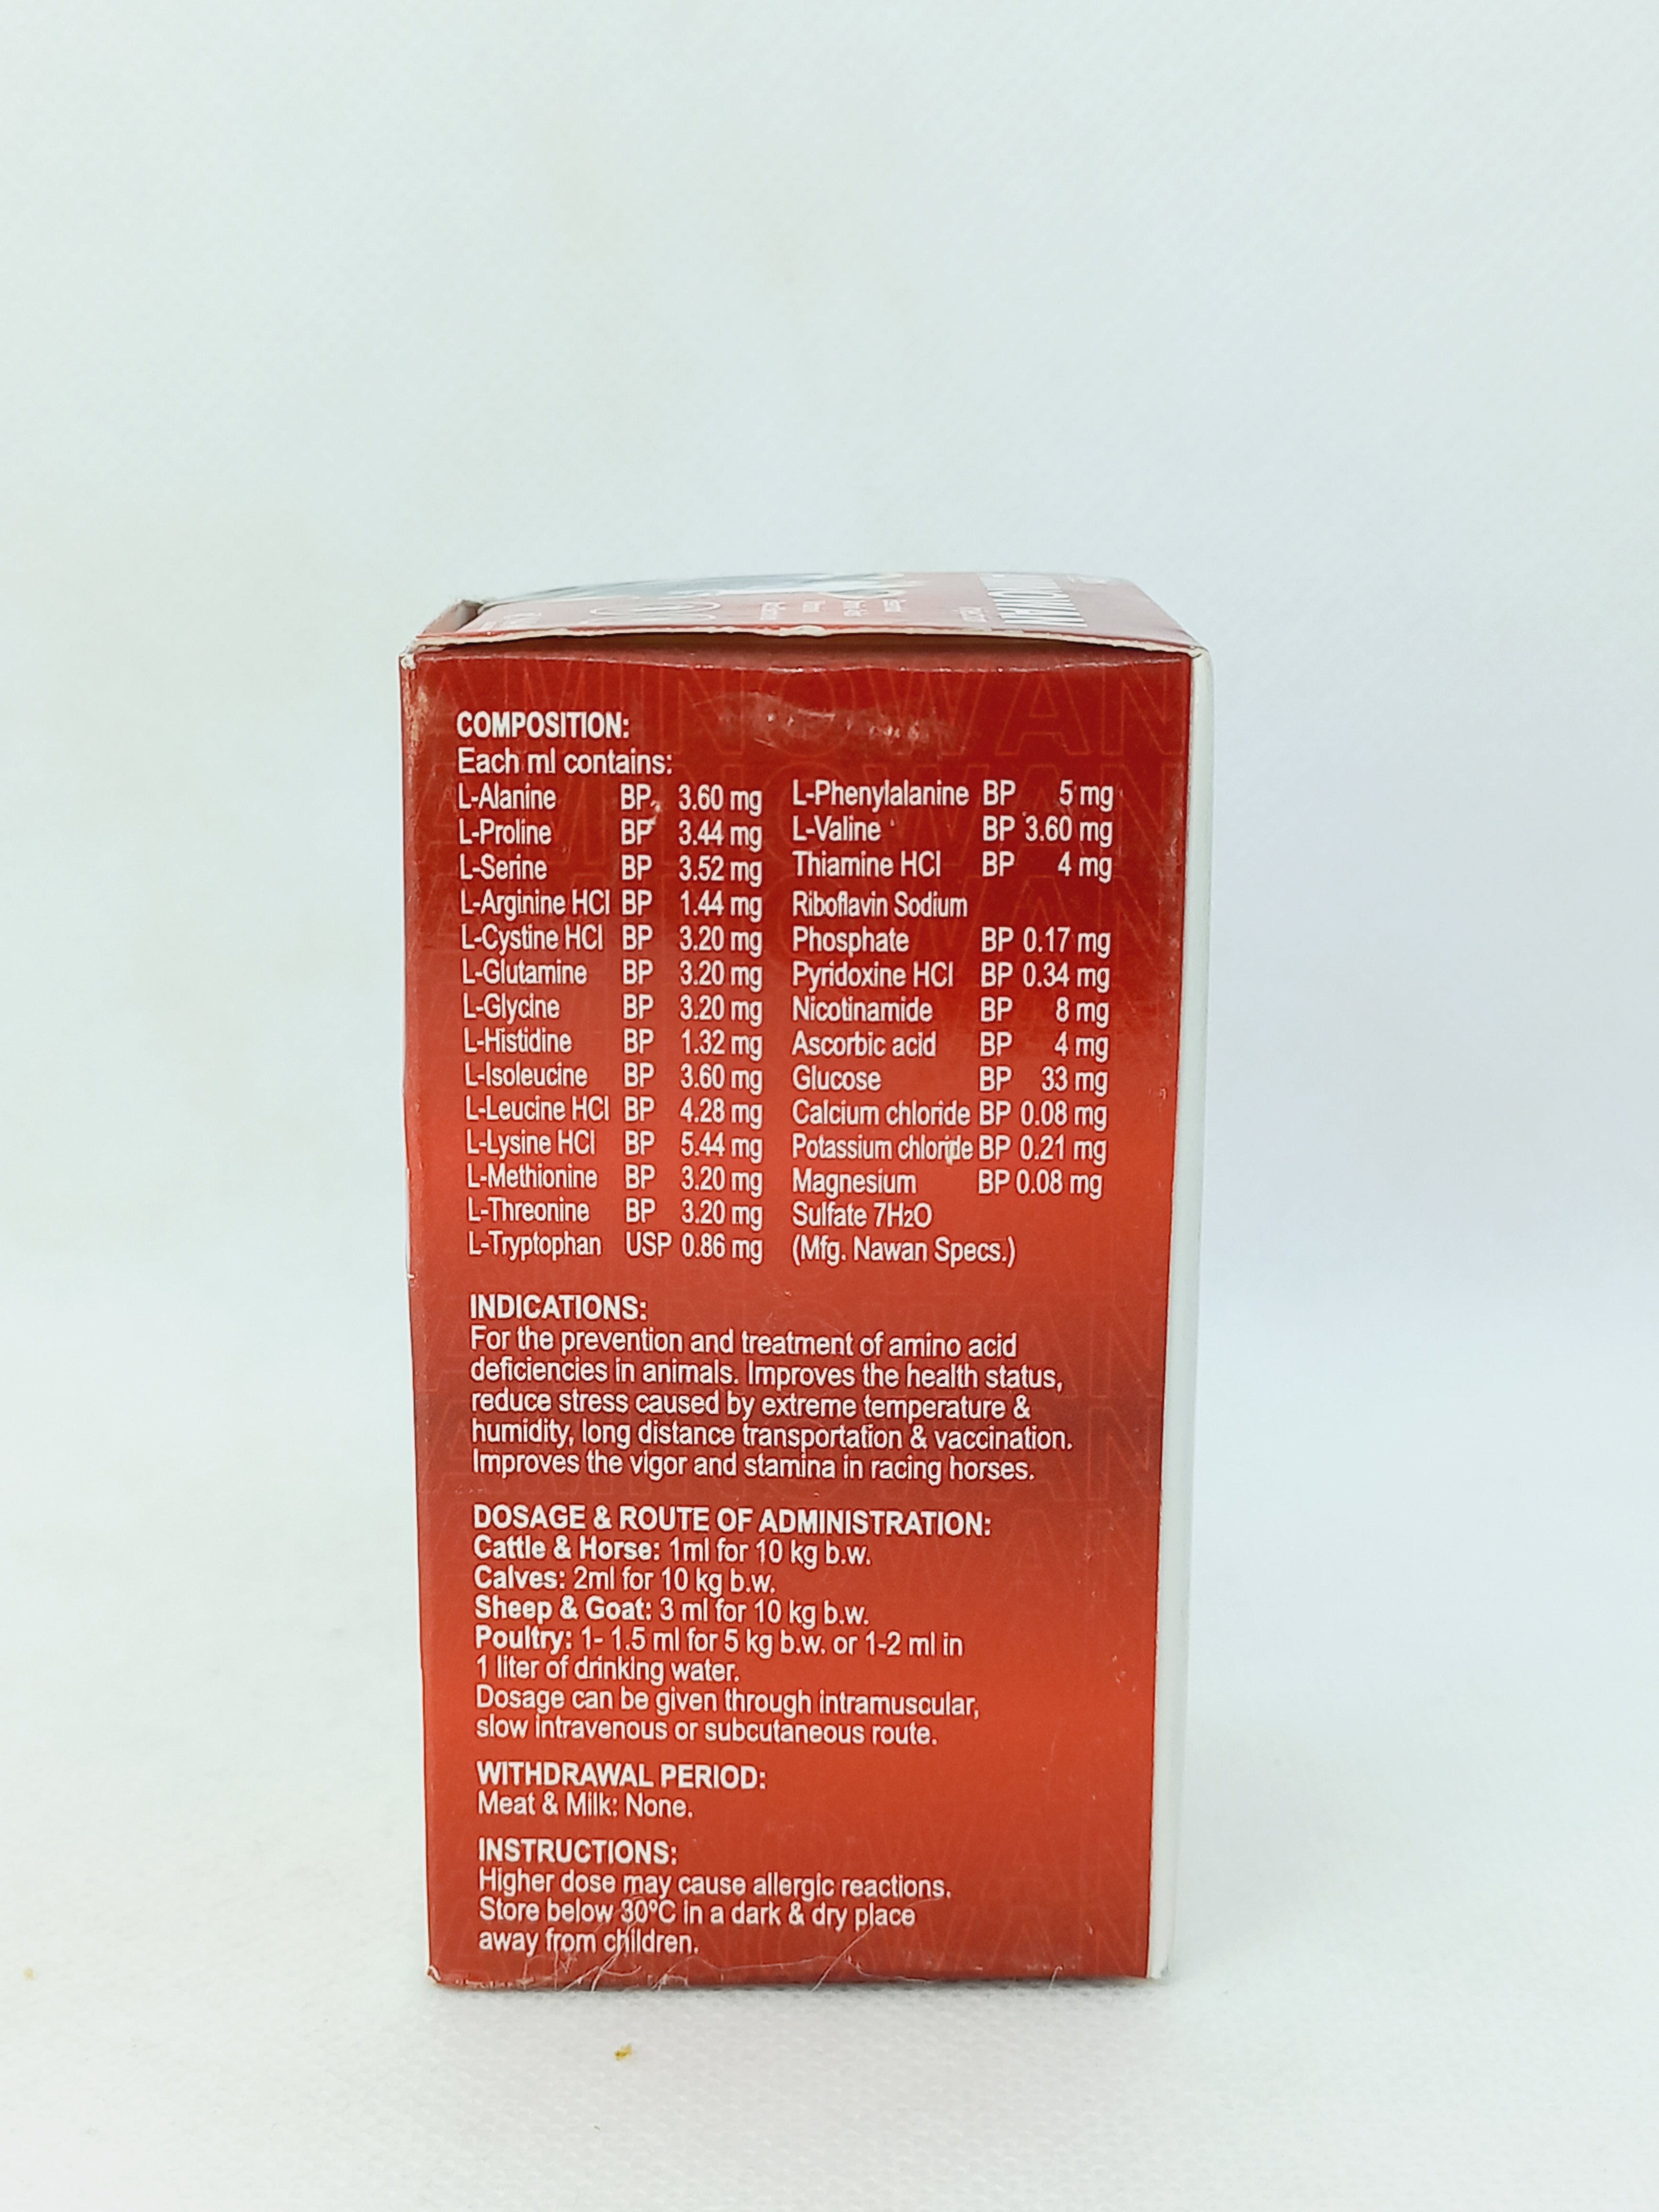 COMPOSITION:
Each ml contains:
L-Alanine BP 3.60 mg
L-Proline BP 3.44 mg
L-Serine BP 3.52 mg
L-Arginine HCl BP 1.44 mg
L-Cystine HCl BP 3.20 mg
L-Glutamine BP 3.20 mg
L-Glycine BP 3.20 mg
L-Histidine BP 1.32 mg
L-Isoleucine BP 3.60 mg
L-Leucine HCl BP 4.28 mg
L-Lysine HCl BP 5.44 mg
L-Methionine BP 3.20 mg
L-Threonine BP 3.20 mg
L-Tryptophan USP 0.86 mg
L-Phenylalanine BP 5 mg
L-Valine BP 3.60 mg
Thiamine HCl BP 4 mg
Riboflavin Sodium
Phosphate BP 0.17 mg
Pyridoxine HCl BP 0.34 mg
Nicotinamide BP 8 mg
Ascorbic acid BP 4 mg
Glucose BP 33 mg
Calcium chloride BP 0.08 mg
Potassium chloride BP 0.21 mg
Magnesium BP 0.08 mg
Sulfate 7H2O
(Mfg. Nawan Specs.)
INDICATIONS:
For the prevention and treatment of amino acid
deficiencies in animals. Improves the health status,
reduce stress caused by extreme temperature &
humidity, long distance transportation & vaccination.
Improves the vigor and stamina in racing horses.
DOSAGE & ROUTE OF ADMINISTRATION:
Cattle & Horse: 1ml for 10 kg b.w.
Calves: 2ml for 10 kg b.w.
Sheep & Goat: 3 ml for 10 kg b.w.
Poultry: 1- 1.5 ml for 5 kg b.w. or 1-2 ml in
1 liter of drinking water.
Dosage can be given through intramuscular,
slow intravenous or subcutaneous route.
WITHDRAWAL PERIOD:
Meat & Milk: None.
INSTRUCTIONS:
Higher dose may cause allergic reactions.
Store below 30ºC in a dark & dry place
away from children.